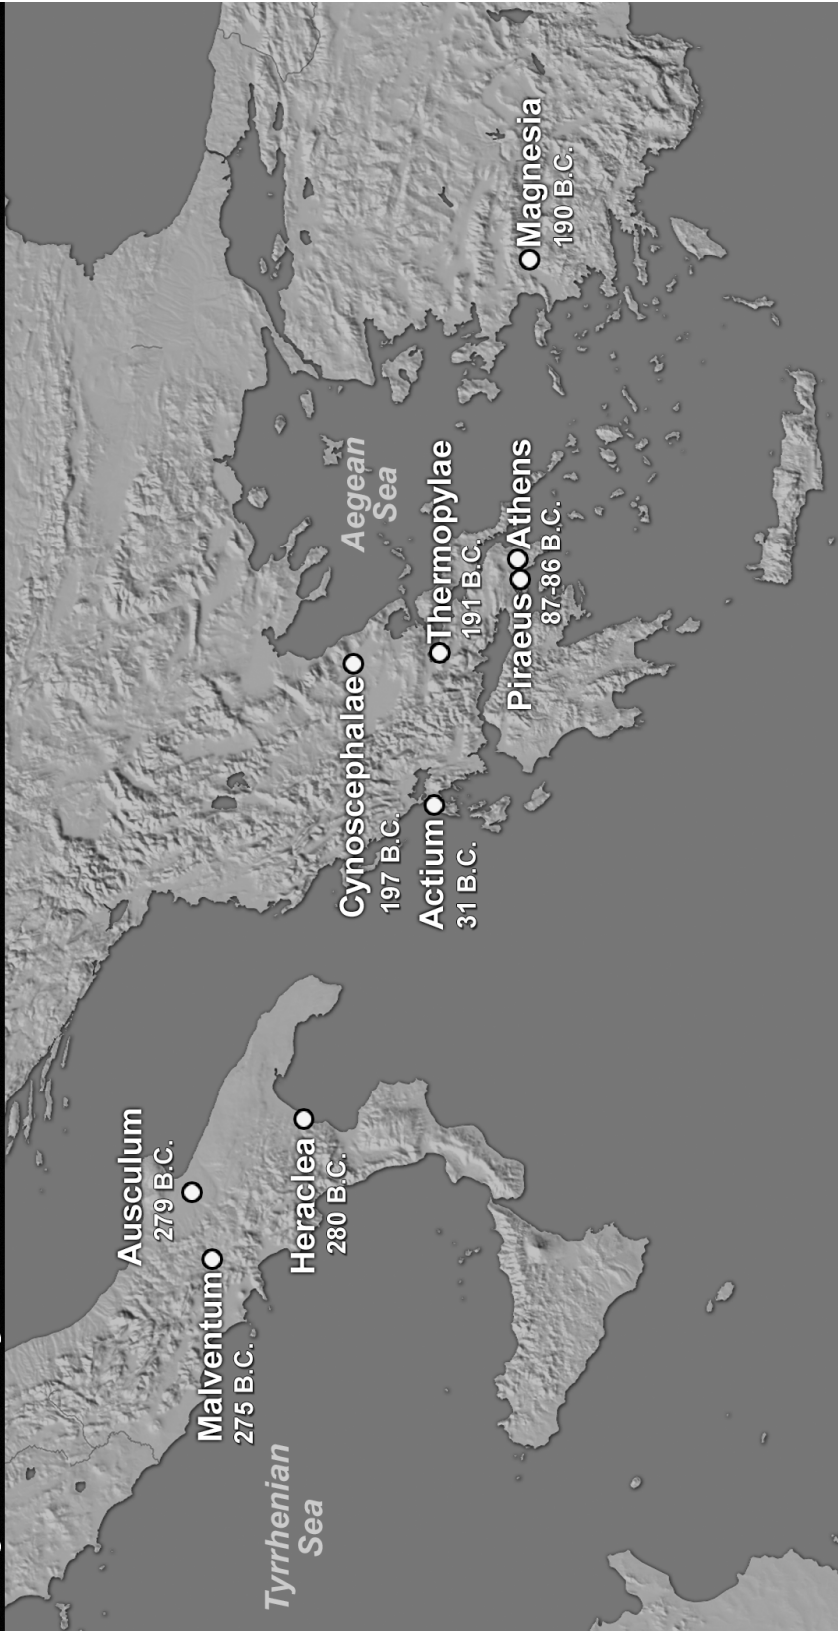 Ausculum
279 B.C.
Malventum
275 B.C.
Heraclea
280 B.C.
Tyrrhenian
Sea
Cynoscephalae
197 B.C.
Actium
31 B.C.
Aegean
Sea
Thermopylae
191 B.C.
Piraeus
Athens
87-86 B.C.
Magnesia
190 B.C.